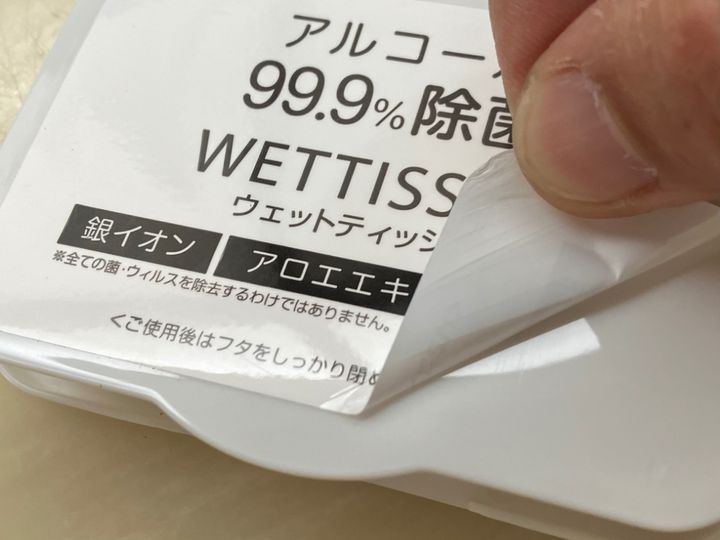 アルコー
99.9%除菌
WETTISS
ウェットティッシ
銀イオン アロエエキ
※全ての菌・ウィルスを除去するわけではありません。
<ご使用後はフタをしっかり閉め